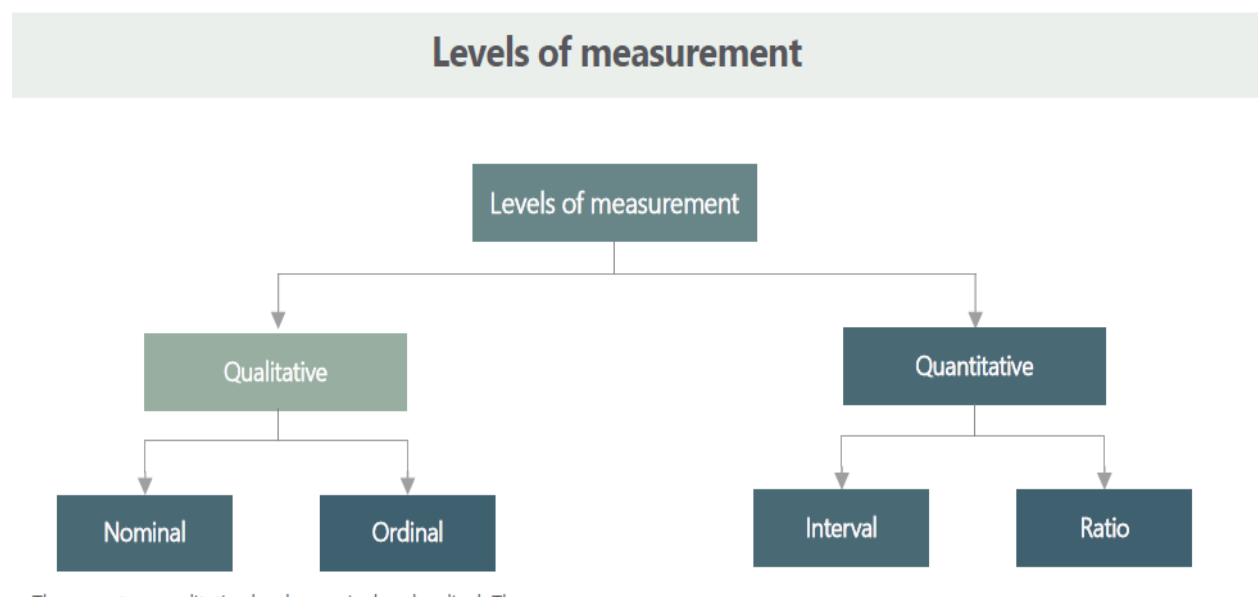 Levels of measurement
Levels of measurement
Qualitative
Quantitative
Nominal
Ordinal
Interval
Ratio